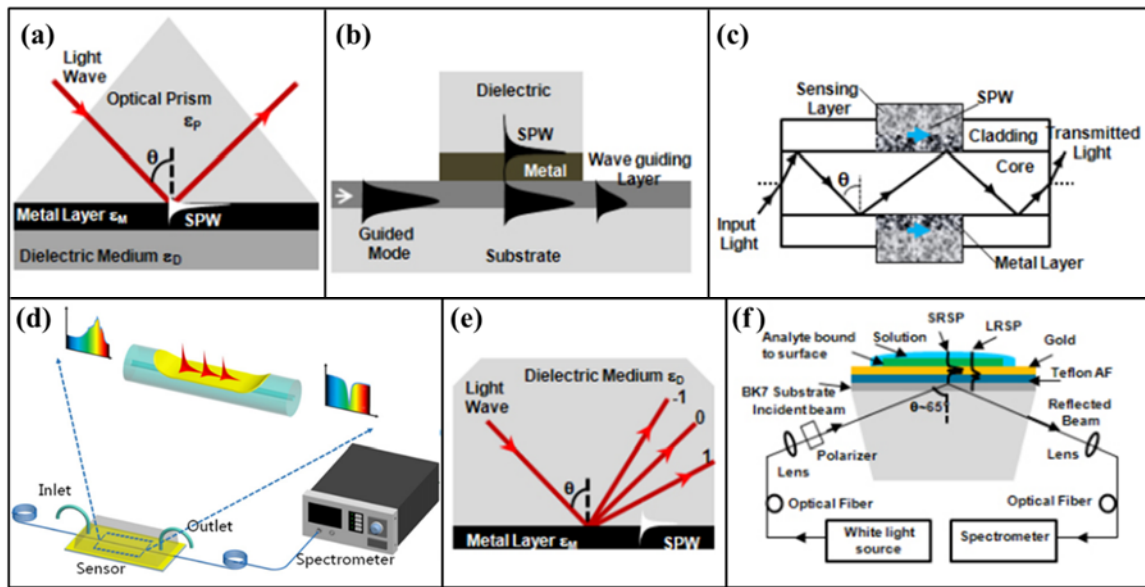 (a)
Light
Wave
Optical Prism
εP
θ
Metal Layer εM
SPW
Dielectric Medium εD
(b)
Dielectric
SPW
Metal
Wave guiding
Layer
Guided
Mode
Substrate
(c)
Sensing
Layer
SPW
Cladding
Transmitted
Light
Core
θ
Input
Light
Metal Layer
(d)
Inlet
Outlet
Sensor
Spectrometer
(e)
Light
Wave
Dielectric Medium εD
-1
0
1
θ
Metal Layer εM
SPW
(f)
SRSP
LRSP
Analyte bound
to surface
Solution
Gold
Teflon AF
BK7 Substrate
Incident beam
θ~65°
Reflected
Beam
Lens
Polarizer
Lens
Optical Fiber
Optical Fiber
White light
source
Spectrometer